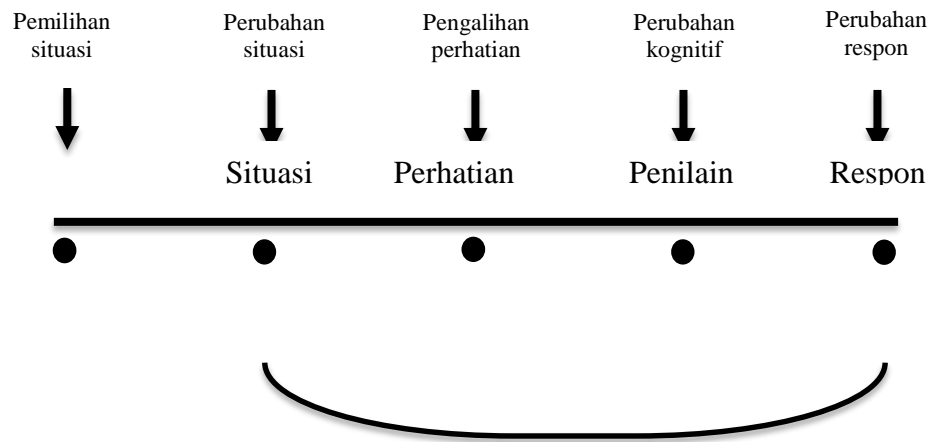 Pemilihan
situasi
Perubahan
situasi
Pengalihan
perhatian
Perubahan
kognitif
Perubahan
respon
Situasi
Perhatian
Penilain
Respon